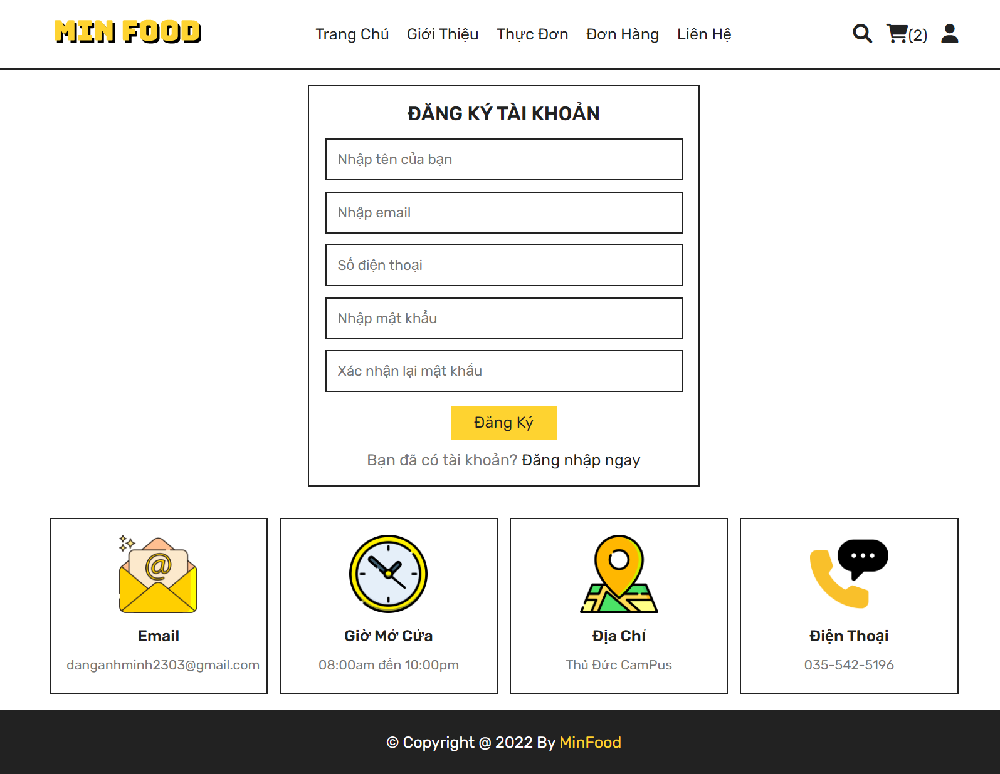 MIN FOOD
Trang Chủ Giới Thiệu Thực Đơn Đơn Hàng Liên Hệ
(2)
ĐĂNG KÝ TÀI KHOẢN
Nhập tên của bạn
Nhập email
Số điện thoại
Nhập mật khẩu
Xác nhận lại mật khẩu
Đăng Ký
Bạn đã có tài khoản? Đăng nhập ngay
Email
danganhminh2303@gmail.com
Giờ Mở Cửa
08:00am đến 10:00pm
Địa Chỉ
Thủ Đức CamPus
Điện Thoại
035-542-5196
© Copyright @ 2022 By MinFood